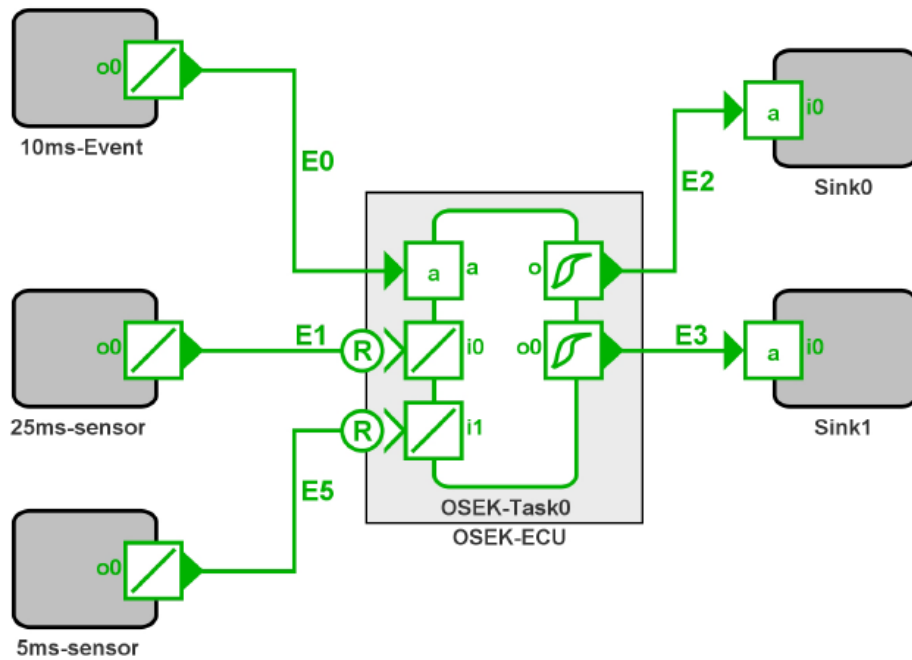 o0
10ms-Event
E0
a
i0
Sink0
E2
a
a
o
o0
25ms-sensor
E1
R
i0
o0
E3
a
i0
Sink1
R
i1
E5
OSEK-Task0
OSEK-ECU
o0
5ms-sensor